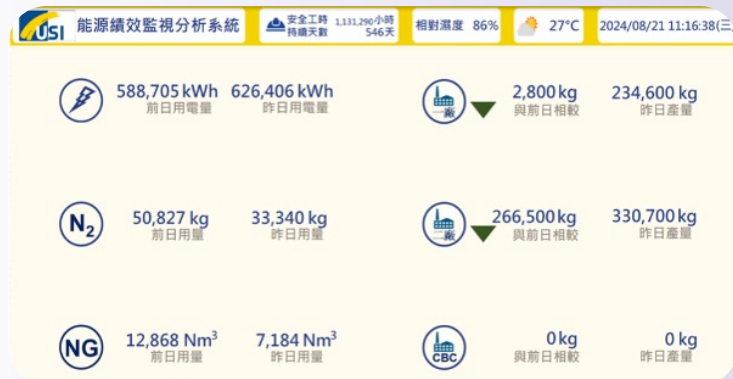 USI 能源績效監視分析系統
安全工時 1,131,290小時
持續天數 546天
相對濕度 86%
27°C
2024/08/21 11:16:38(三
588,705 kWh 626,406 kWh
前日用電量 昨日用電量
一廠 2,800 kg 234,600 kg
與前日相較 昨日產量
N2 50,827 kg 33,340 kg
前日用量 昨日用量
二廠 266,500 kg 330,700 kg
與前日相較 昨日產量
NG 12,868 Nm³ 7,184 Nm³
前日用量 昨日用量
CBC 0 kg 0 kg
與前日相較 昨日產量